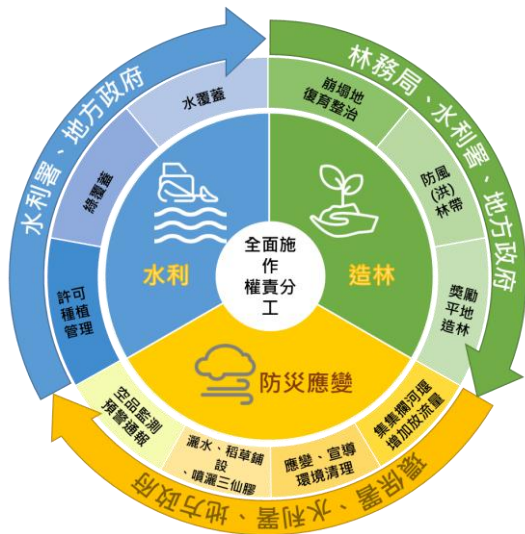 水利署、地方政府
林務局、水利署、地方政府
環保署、水利署、地方政府
水覆蓋
綠覆蓋
許可
種植
管理
崩塌地
復育整治
防風
(洪)
林帶
獎勵
平地
造林
水利
造林
全面施
作
權責分
工
防災應變
空品監測
預警通報
灑水、稻草鋪
設
、噴灑三仙膠
應變、宣導
環境清理
集集攔河堰
增加放流量